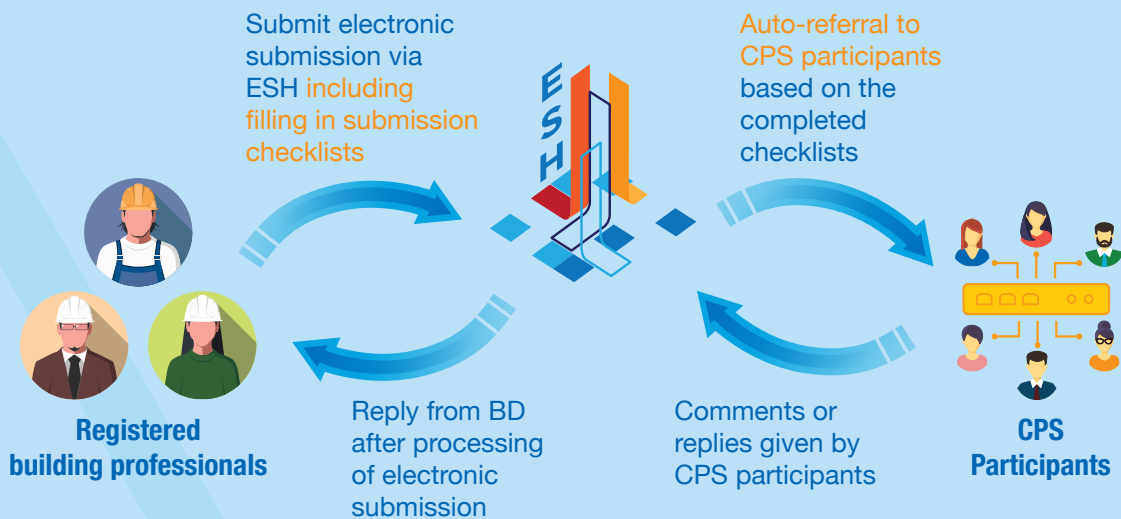 Submit electronic
submission via
ESH including
filling in submission
checklists
ESH
Auto-referral to
CPS participants
based on the
completed
checklists
Registered
building professionals
Reply from BD
after processing
of electronic
submission
Comments or
replies given by
CPS participants
CPS
Participants